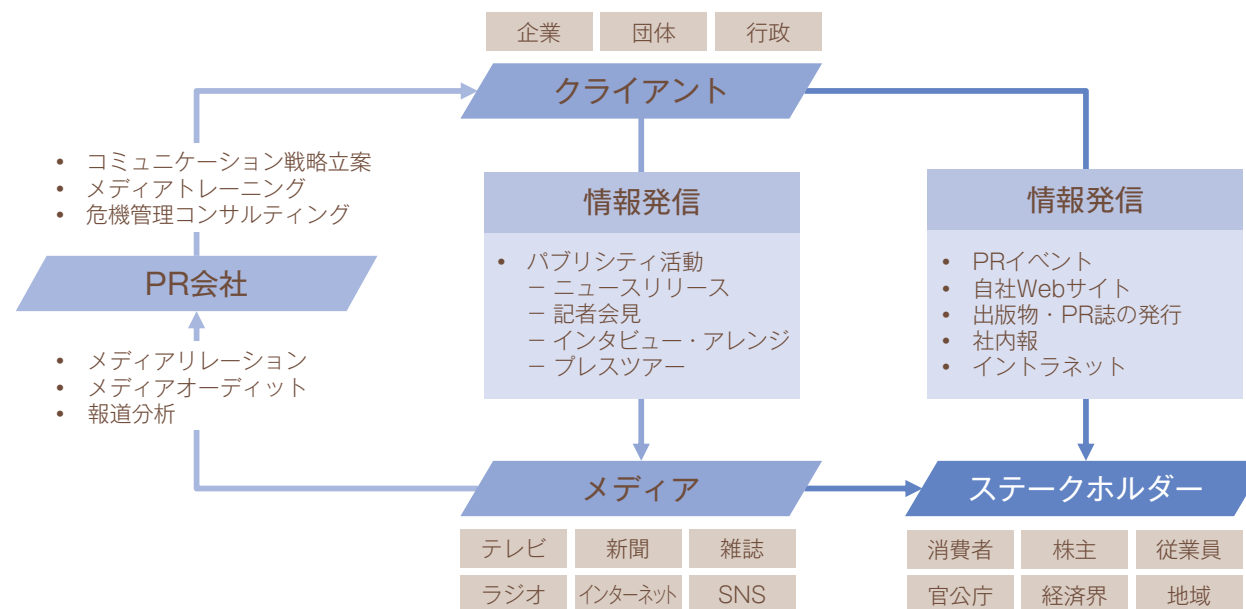 企業 団体 行政
クライアント
• コミュニケーション戦略立案
• メディアトレーニング
• 危機管理コンサルティング
PR会社
• メディアリレーション
• メディアオーディット
• 報道分析
情報発信
• パブリシティ活動
− ニュースリリース
− 記者会見
− インタビュー・アレンジ
− プレスツアー
情報発信
• PRイベント
• 自社Webサイト
• 出版物・PR誌の発行
• 社内報
• イントラネット
メディア
テレビ 新聞 雑誌
ラジオ インターネット SNS
ステークホルダー
消費者 株主 従業員
官公庁 経済界 地域